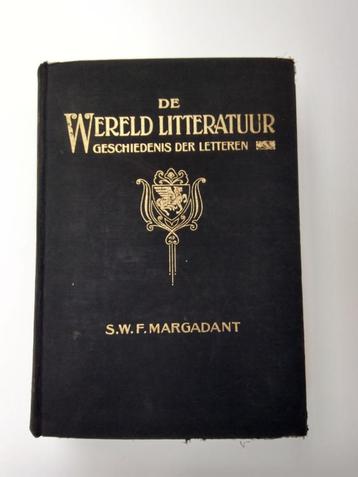 DE
WERELD LITTERATUUR
GESCHIEDENIS DER LETTEREN
S.W.F. MARGADANT